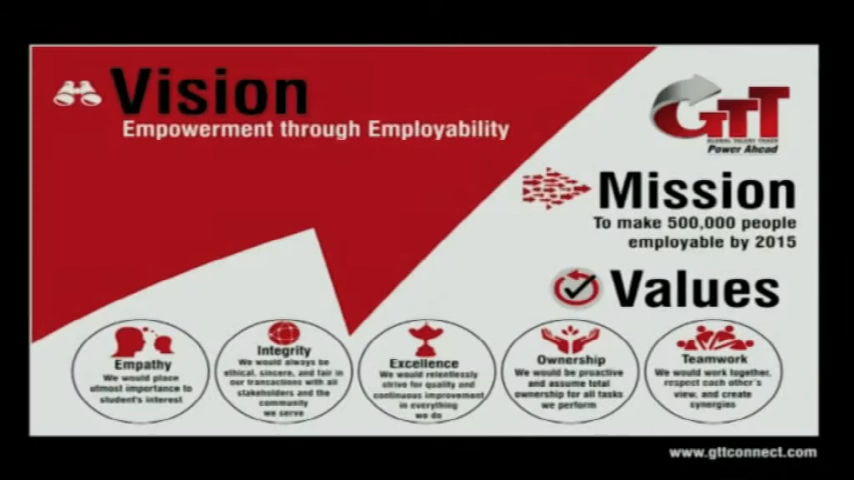 Vision
Empowerment through Employability
GTT
GLOBAL TALENT TRACK
Power Ahead
Mission
To make 500,000 people
employable by 2015
Values
Empathy
We would place
utmost importance to
student's interest
Integrity
We would always be
ethical, sincere, and fair in
our transactions with all
stakeholders and the
community
we serve
Excellence
We would relentlessly
strive for quality and
continuous improvement
in everything
we do
Ownership
We would be proactive
and assume total
ownership for all tasks
we perform
Teamwork
We would work together,
respect each other's
view, and create
synergies
www.gttconnect.com